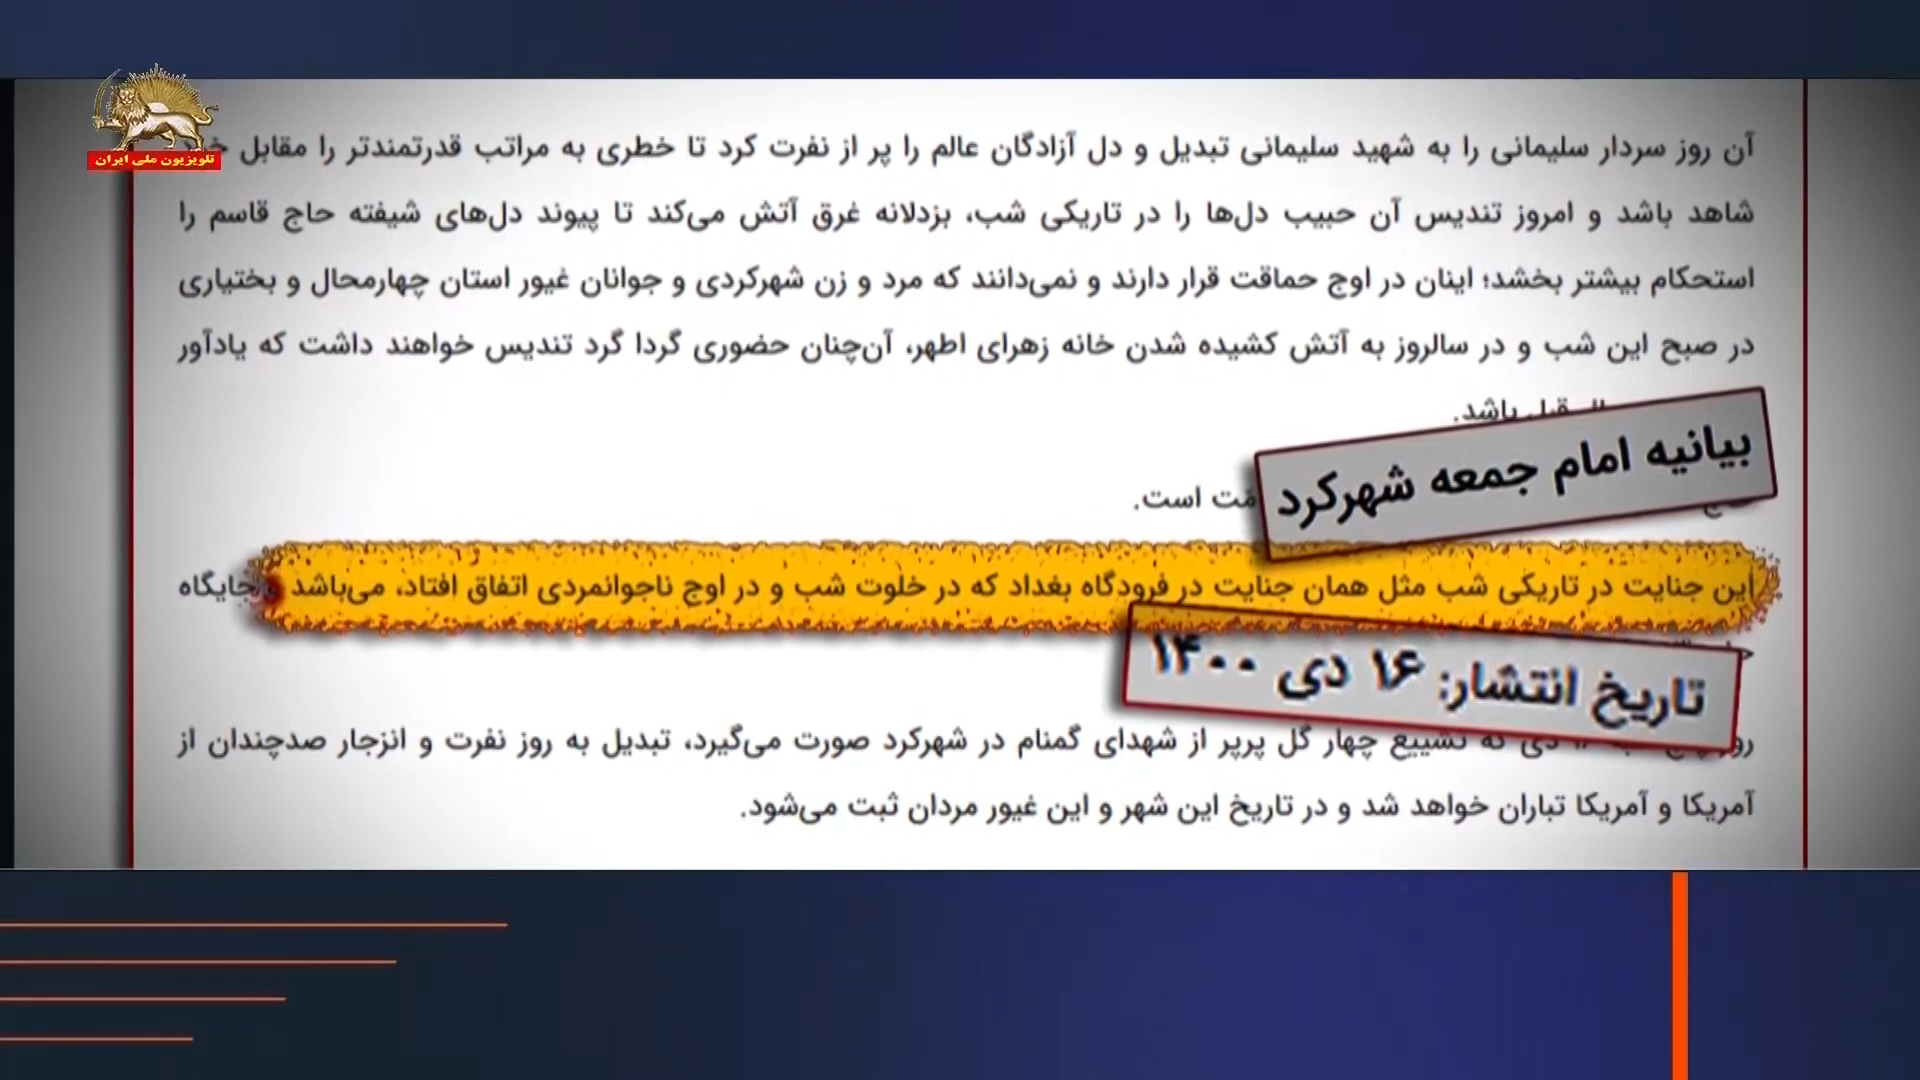 تلویزیون ملی ایران
آن روز سردار سلیمانی را به شهید سلیمانی تبدیل و دل آزادگان عالم را پر از نفرت کرد تا خطری به مراتب قدرتمندتر را مقابل
شاهد باشد و امروز تندیس آن حبیب دل‌ها را در تاریکی شب، بزدلانه غرق آتش می‌کند تا پیوند دل‌های شیفته حاج قاسم را
استحکام بیشتر بخشد؛ اینان در اوج حماقت قرار دارند و نمی‌دانند که مرد و زن شهرکردی و جوانان غیور استان چهارمحال و بختیاری
در صبح این شب و در سالروز به آتش کشیده شدن خانه زهرای اطهر، آن‌چنان حضوری گردا گرد تندیس خواهند داشت که یادآور
قبل باشد.
بیانیه امام جمعه شهرکرد
است.
این جنایت در تاریکی شب مثل همان جنایت در فرودگاه بغداد که در خلوت شب و در اوج ناجوانمردی اتفاق افتاد، می‌باشد و جایگاه
تاریخ انتشار: ۱۶ دی ۱۴۰۰
دی که تشییع چهار گل پرپر از شهدای گمنام در شهرکرد صورت می‌گیرد، تبدیل به روز نفرت و انزجار صدچندان از
آمریکا و آمریکا تباران خواهد شد و در تاریخ این شهر و این غیور مردان ثبت می‌شود.